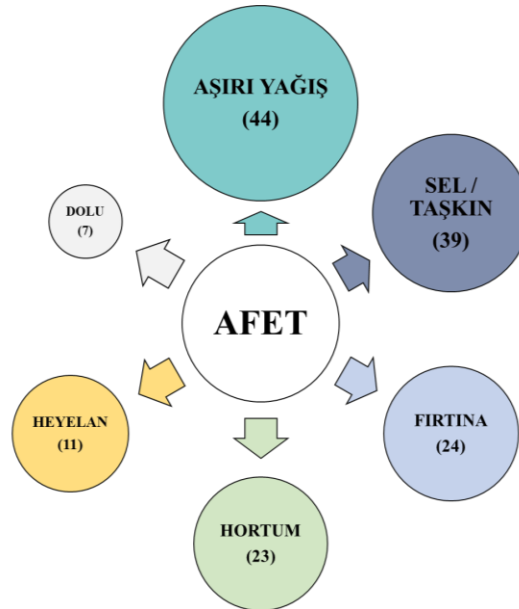 AŞIRI YAĞIŞ
(44)
SEL /
TAŞKIN
(39)
DOLU
(7)
AFET
HEYELAN
(11)
FIRTINA
(24)
HORTUM
(23)